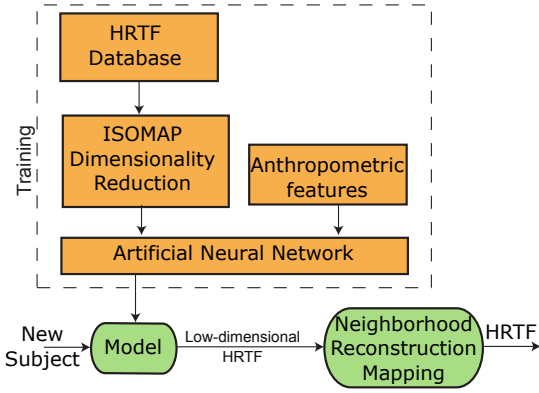 HRTF
Database
Training
ISOMAP
Dimensionality
Reduction
Anthropometric
features
Artificial Neural Network
New
Subject
Model
Low-dimensional
HRTF
Neighborhood
Reconstruction
Mapping
HRTF